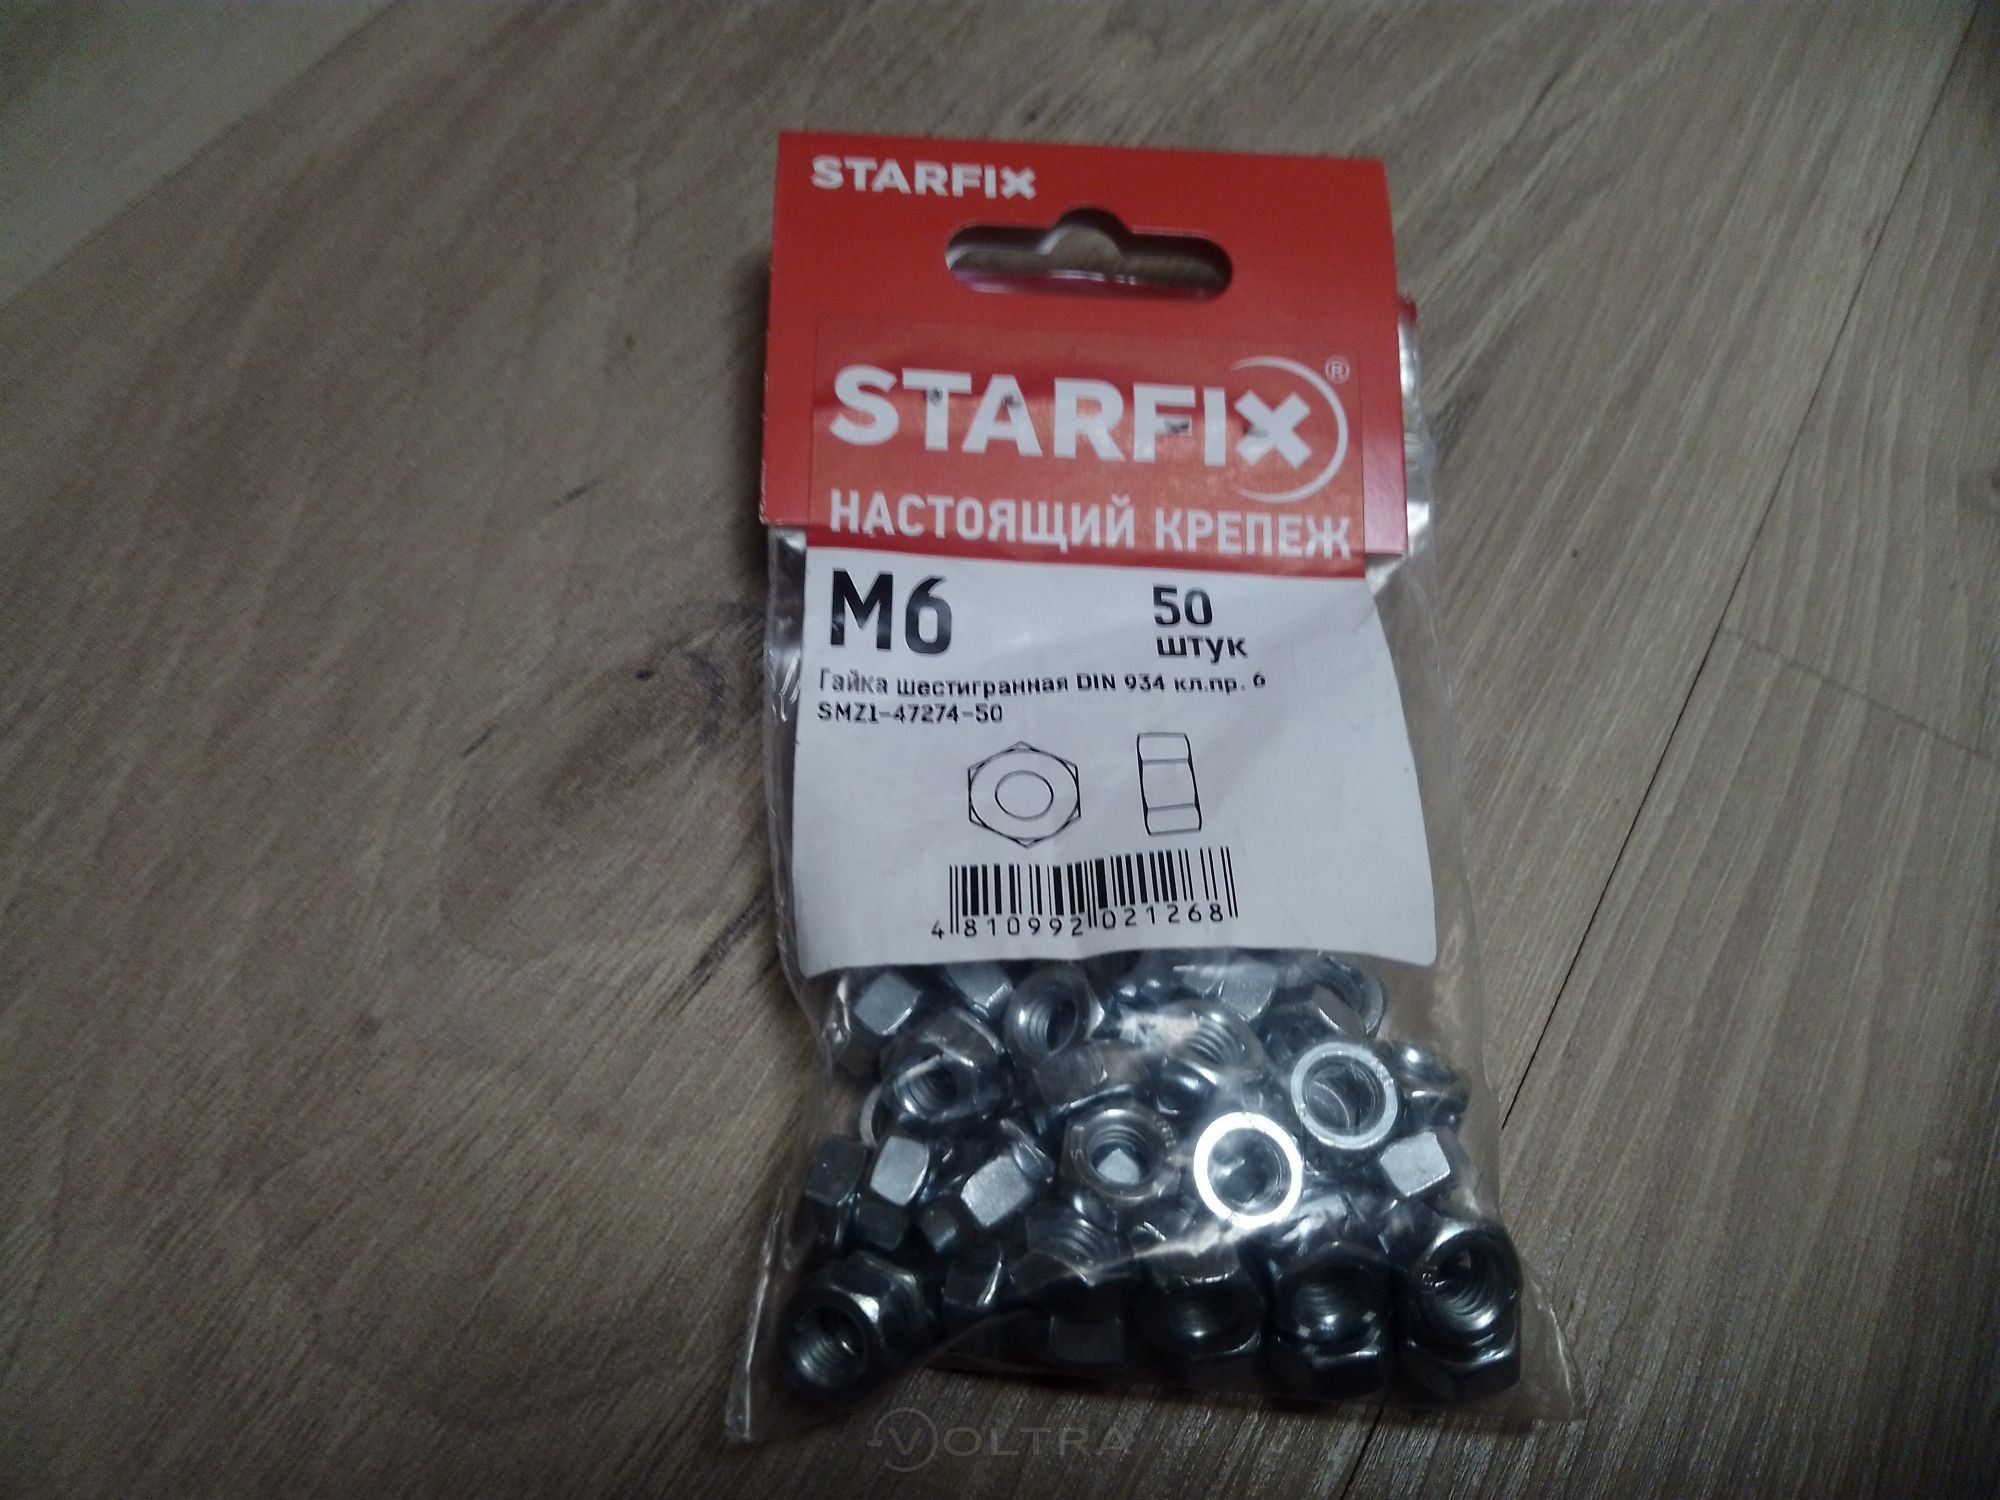 STARFIX
STARFIX®
НАСТОЯЩИЙ КРЕПЕЖ
М6
50
штук
Гайка шестигранная DIN 934 кл.пр. 6
SMZ1-47274-50
4 810992 021268
VOLTRA